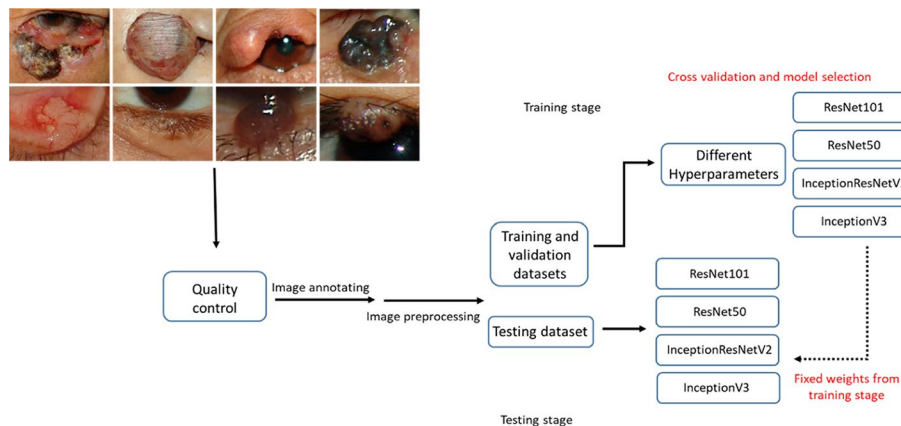 Cross validation and model selection
Training stage
ResNet101
ResNet50
InceptionResNetV
InceptionV3
Different
Hyperparameters
Training and
validation
datasets
Quality
control
Image annotating
Image preprocessing
Testing dataset
ResNet101
ResNet50
InceptionResNetV2
InceptionV3
Fixed weights from
training stage
Testing stage